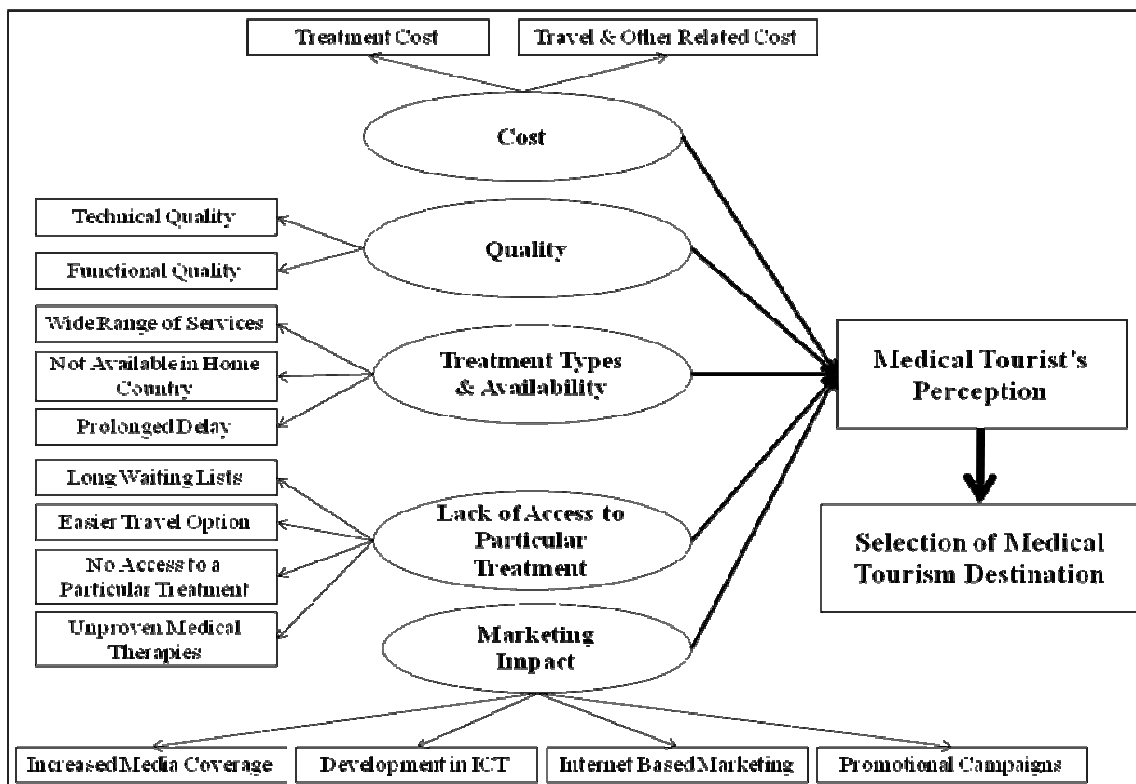 Treatment Cost
Travel & Other Related Cost
Cost
Technical Quality
Functional Quality
Quality
Wide Range of Services
Not Available in Home
Country
Prolonged Delay
Treatment Types
& Availability
Long Waiting Lists
Easier Travel Option
No Access to a
Particular Treatment
Unproven Medical
Therapies
Lack of Access to
Particular
Treatment
Marketing
Impact
Increased Media Coverage
Development in ICT
Internet Based Marketing
Promotional Campaigns
Medical Tourist's
Perception
Selection of Medical
Tourism Destination